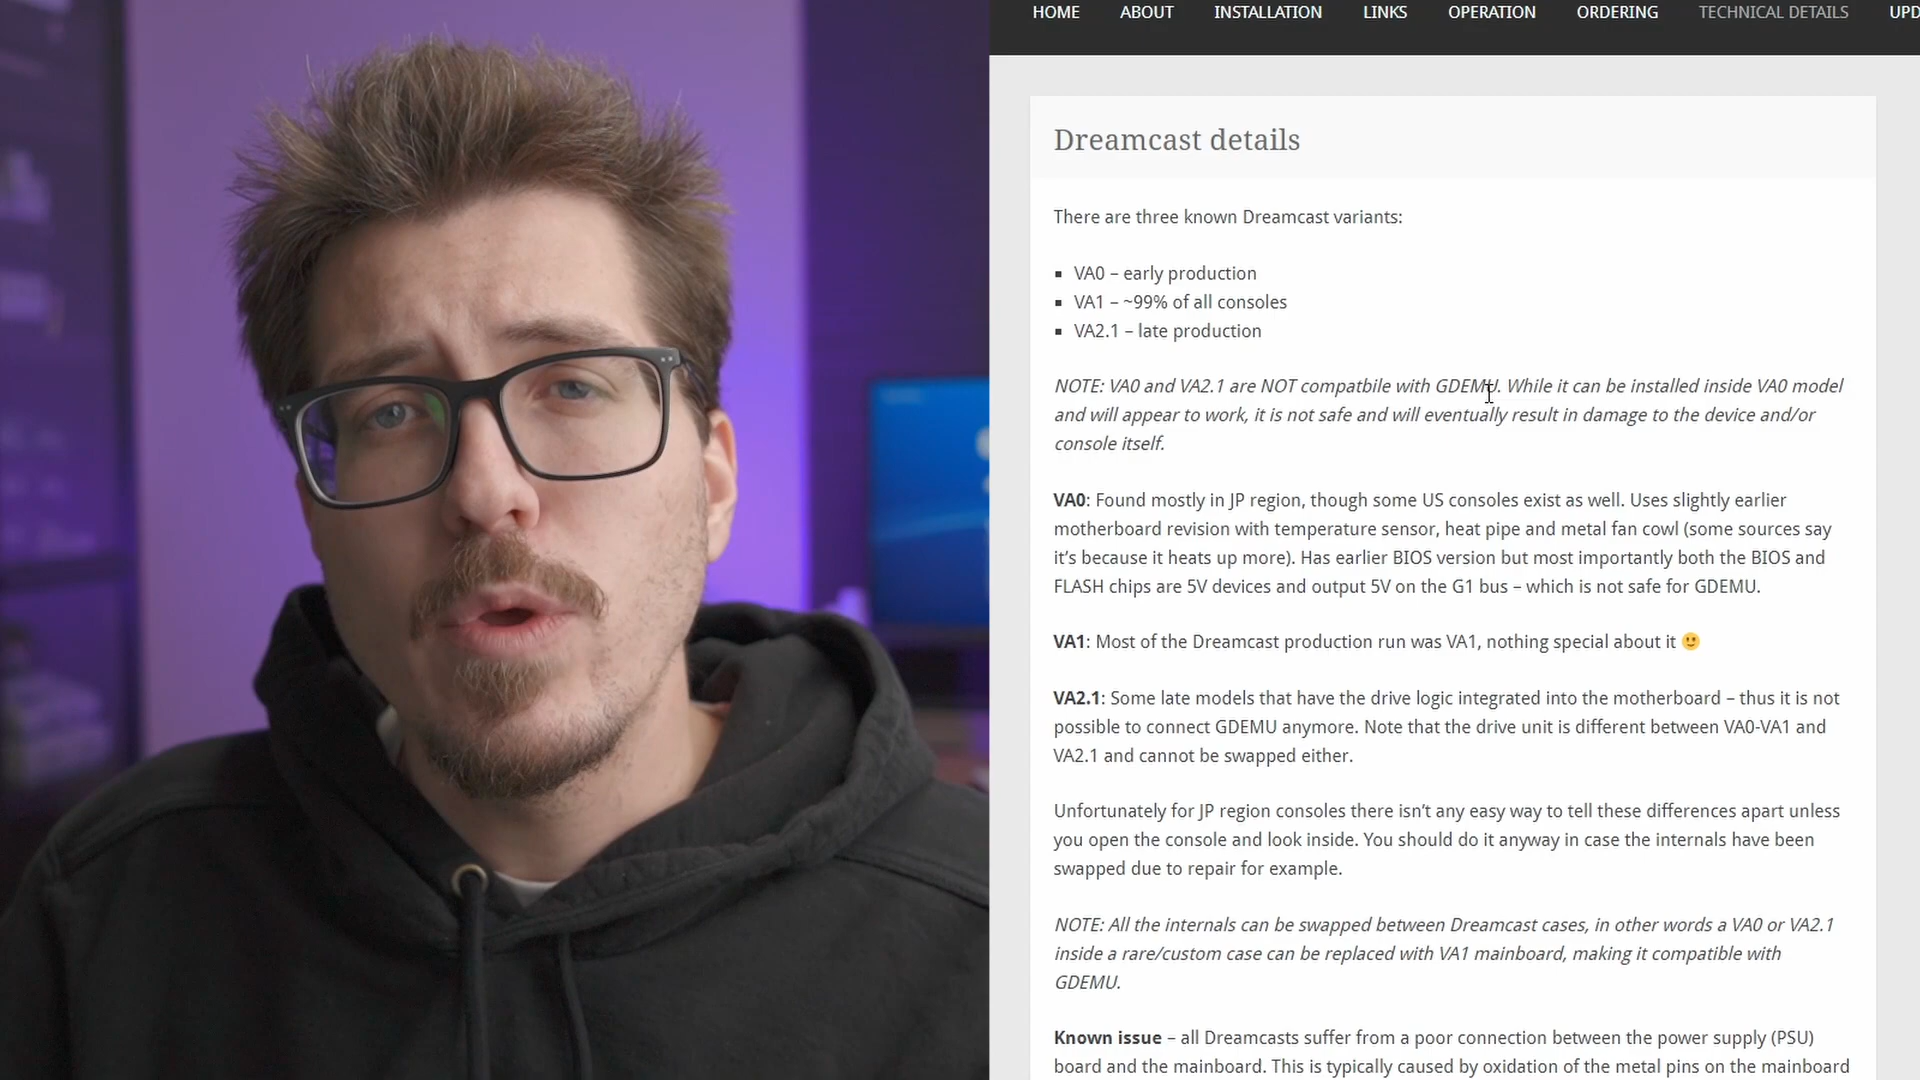 HOME ABOUT INSTALLATION LINKS OPERATION ORDERING TECHNICAL DETAILS UPD
Dreamcast details
There are three known Dreamcast variants:
▪ VA0 – early production
▪ VA1 – ~99% of all consoles
▪ VA2.1 – late production
NOTE: VA0 and VA2.1 are NOT compatbile with GDEMU. While it can be installed inside VA0 model
and will appear to work, it is not safe and will eventually result in damage to the device and/or
console itself.
VA0: Found mostly in JP region, though some US consoles exist as well. Uses slightly earlier
motherboard revision with temperature sensor, heat pipe and metal fan cowl (some sources say
it’s because it heats up more). Has earlier BIOS version but most importantly both the BIOS and
FLASH chips are 5V devices and output 5V on the G1 bus – which is not safe for GDEMU.
VA1: Most of the Dreamcast production run was VA1, nothing special about it 🙂
VA2.1: Some late models that have the drive logic integrated into the motherboard – thus it is not
possible to connect GDEMU anymore. Note that the drive unit is different between VA0-VA1 and
VA2.1 and cannot be swapped either.
Unfortunately for JP region consoles there isn’t any easy way to tell these differences apart unless
you open the console and look inside. You should do it anyway in case the internals have been
swapped due to repair for example.
NOTE: All the internals can be swapped between Dreamcast cases, in other words a VA0 or VA2.1
inside a rare/custom case can be replaced with VA1 mainboard, making it compatible with
GDEMU.
Known issue – all Dreamcasts suffer from a poor connection between the power supply (PSU)
board and the mainboard. This is typically caused by oxidation of the metal pins on the mainboard